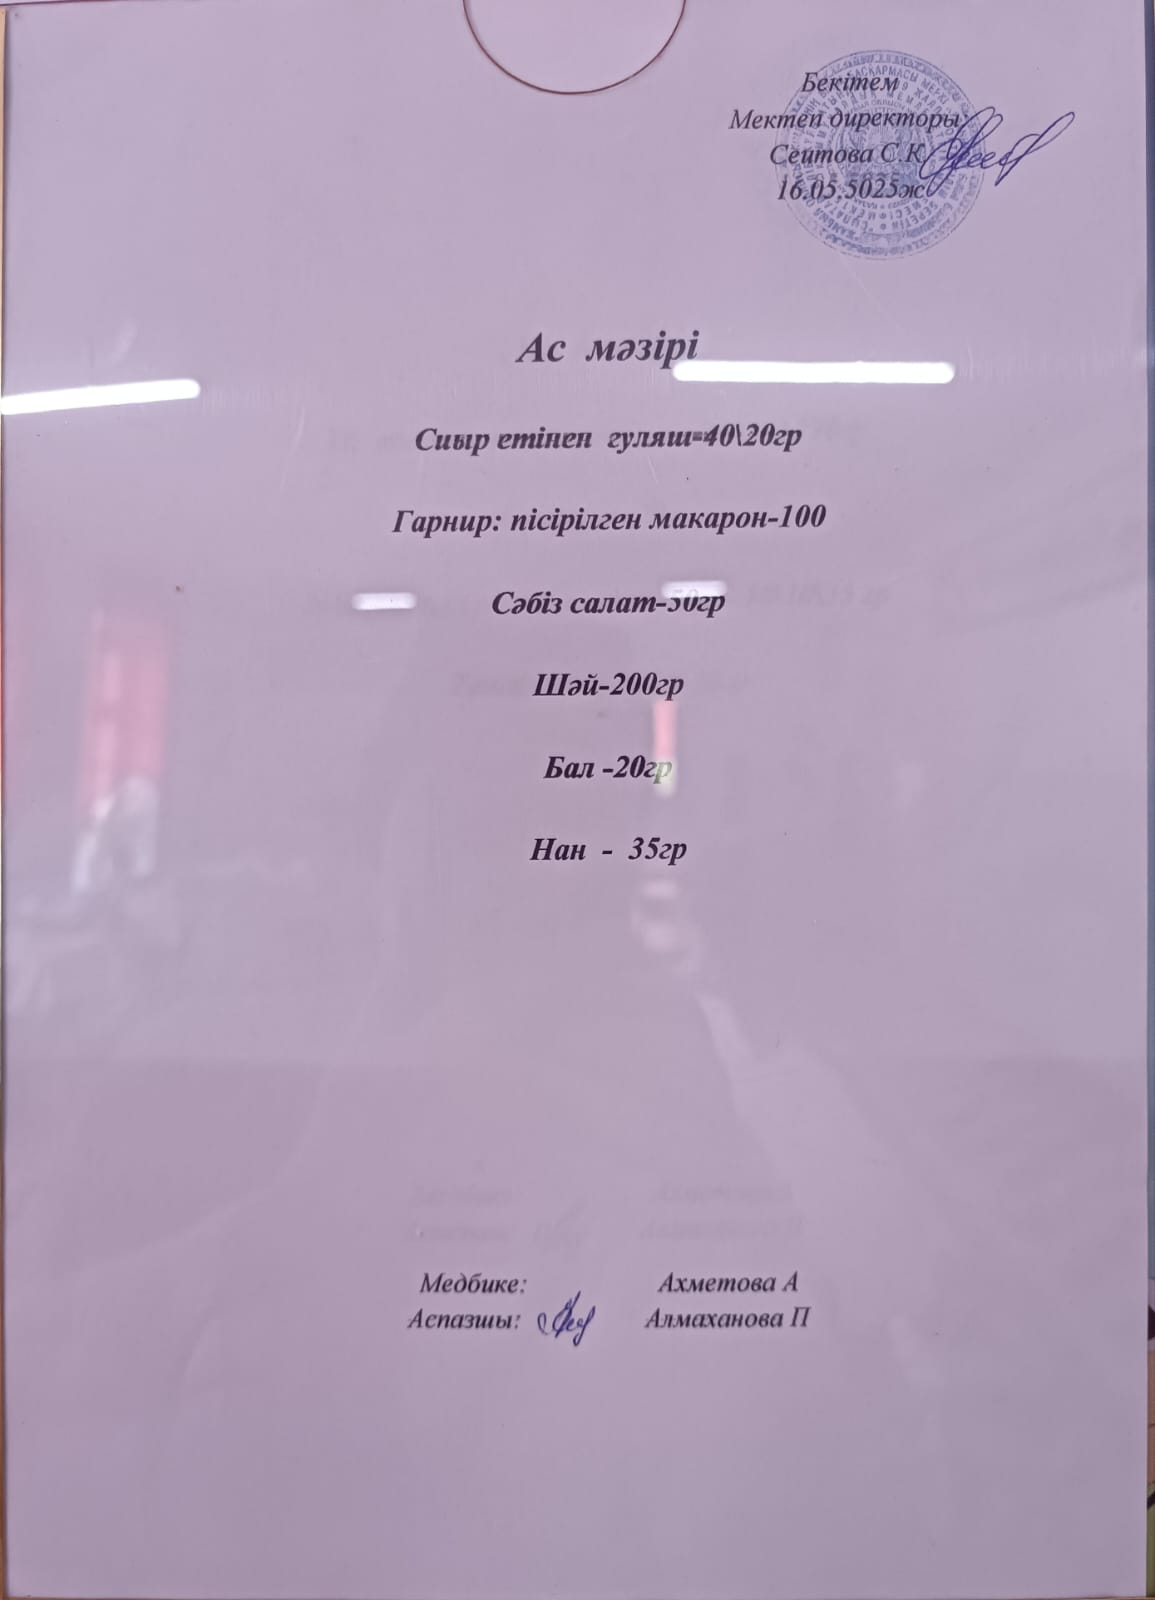 Бекітем
Мектеп директоры
Сеитова С.К
16.05.5025ж
Ас мәзірі
Сиыр етінен гуляш=40\20гр
Гарнир: пісірілген макарон-100
Сәбіз салат-50гр
Шәй-200гр
Бал -20гр
Нан - 35гр
Медбике: Ахметова А
Аспазшы: Алмаханова П